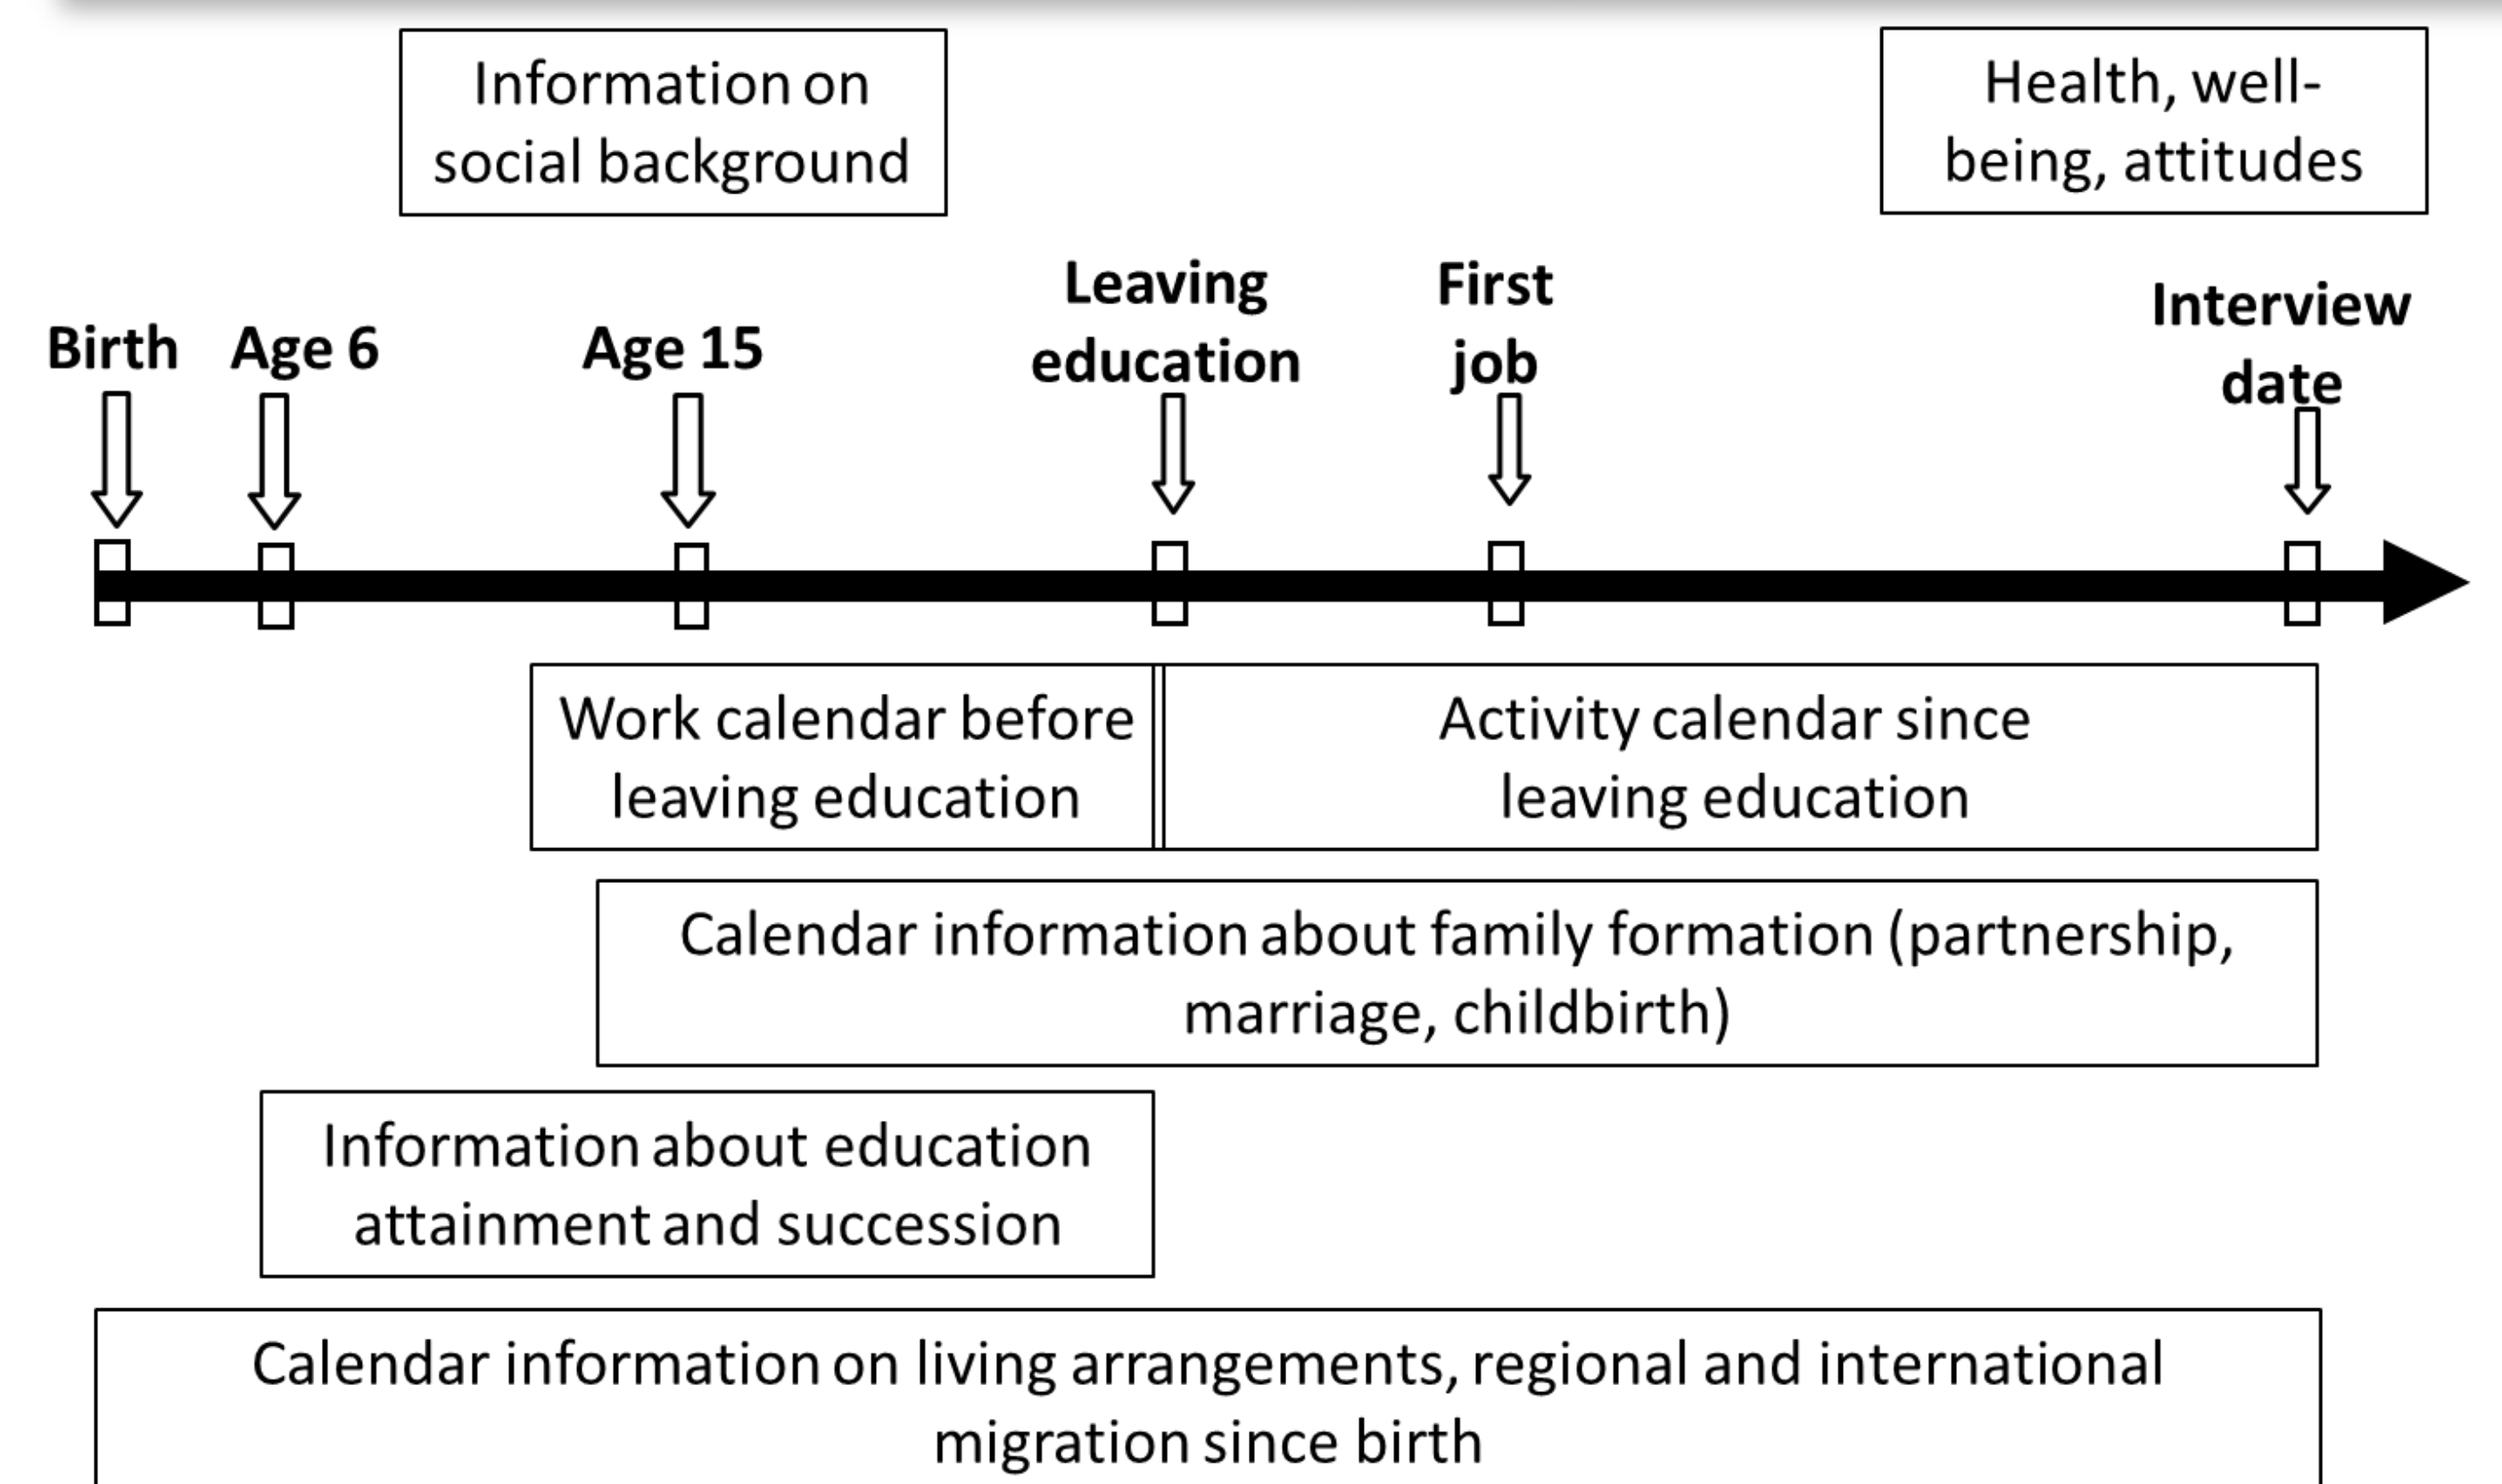 Information on
social background
Health, well-
being, attitudes
Birth
Age 6
Age 15
Leaving
education
First
job
Interview
date
Work calendar before
leaving education
Activity calendar since
leaving education
Calendar information about family formation (partnership,
marriage, childbirth)
Information about education
attainment and succession
Calendar information on living arrangements, regional and international
migration since birth